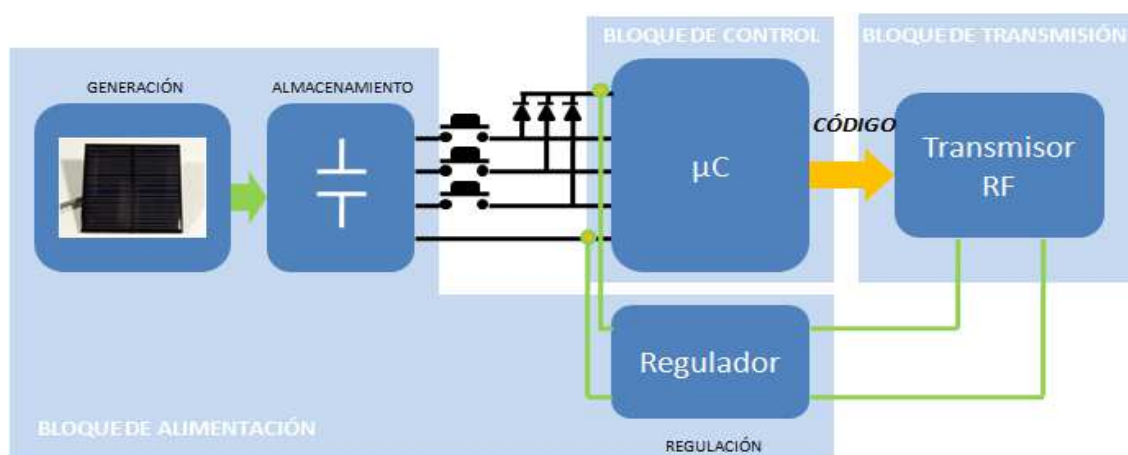 BLOQUE DE CONTROL
BLOQUE DE TRANSMISIÓN
GENERACIÓN
ALMACENAMIENTO
CÓDIGO
µC
Transmisor
RF
Regulador
BLOQUE DE ALIMENTACIÓN
REGULACIÓN